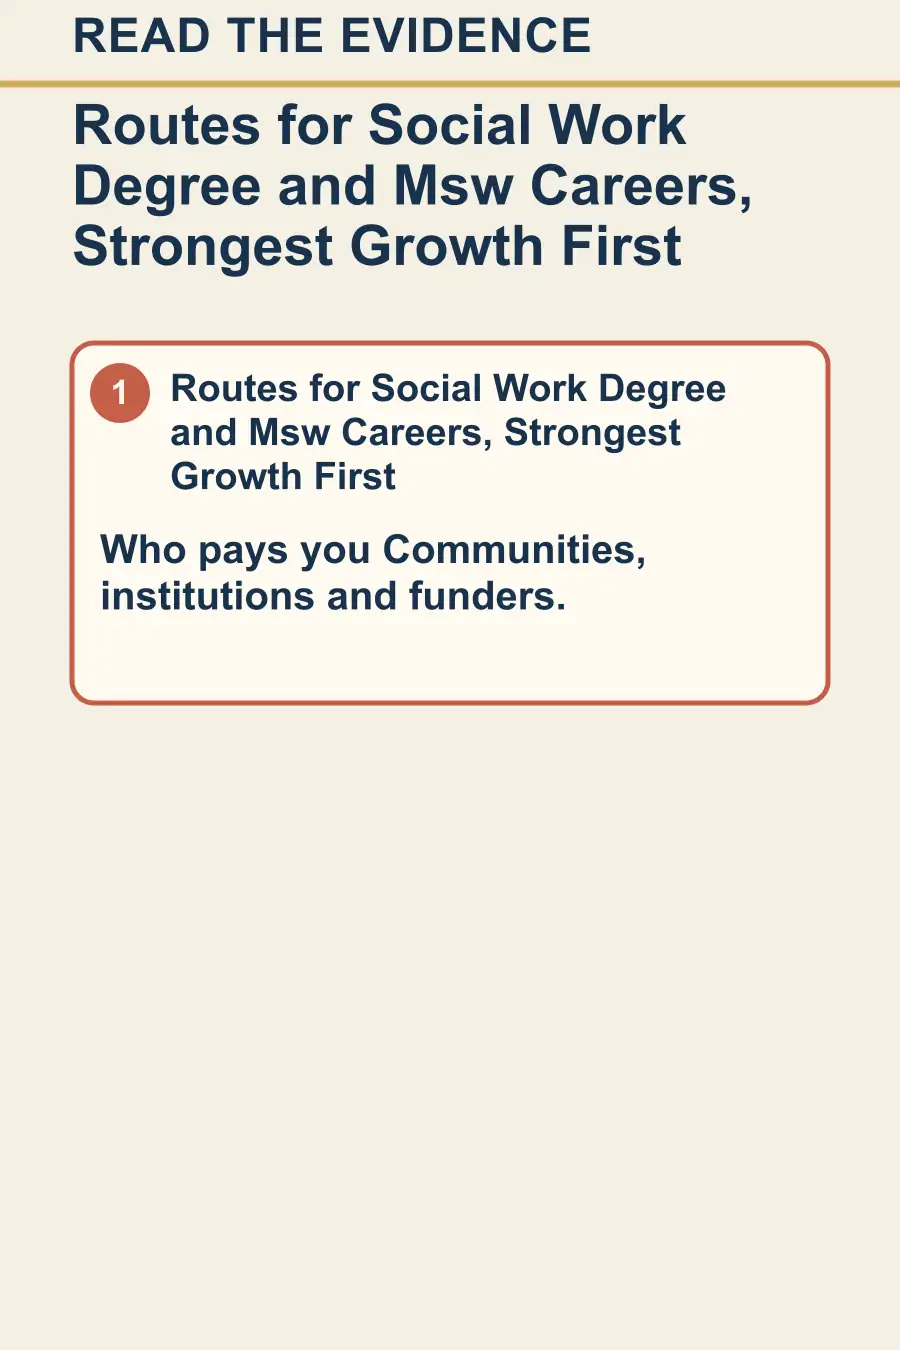 READ THE EVIDENCE
Routes for Social Work
Degree and Msw Careers,
Strongest Growth First
1
Routes for Social Work Degree
and Msw Careers, Strongest
Growth First
Who pays you Communities,
institutions and funders.